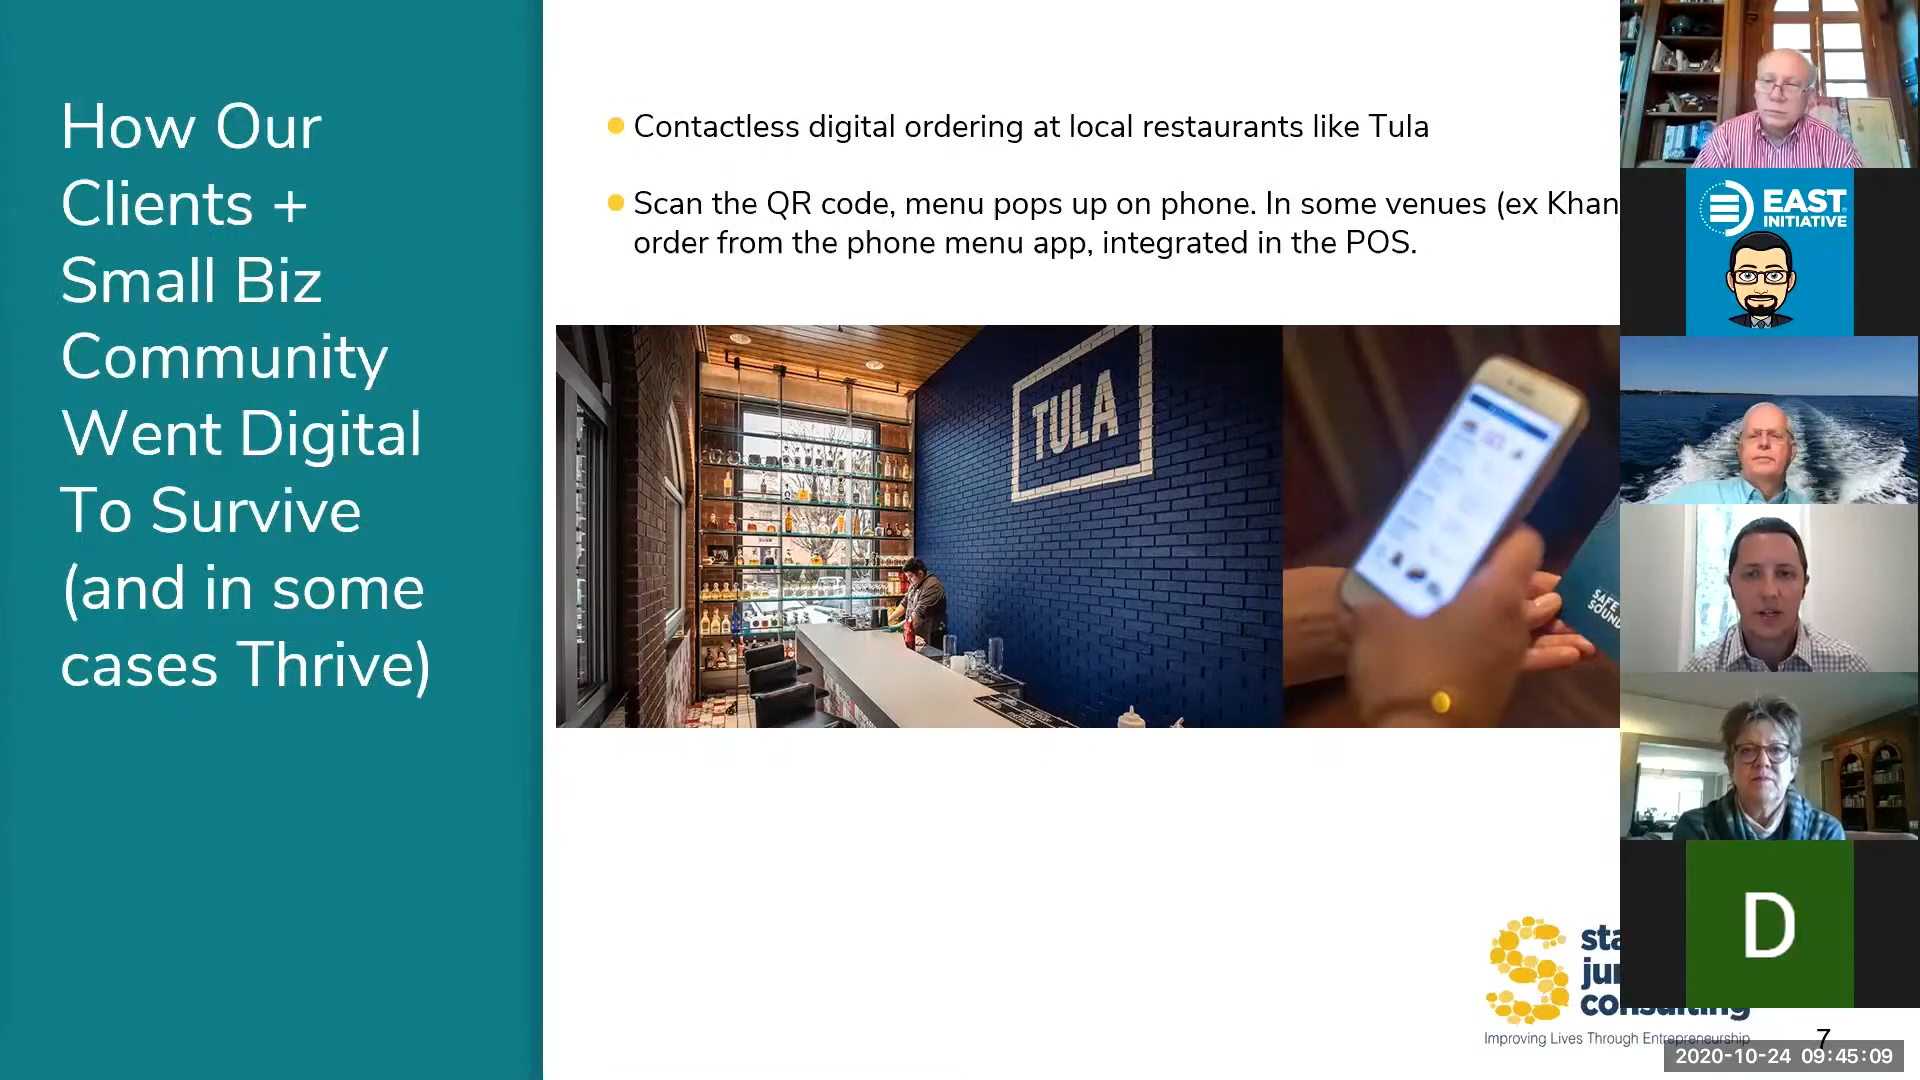 How Our
Clients +
Small Biz
Community
Went Digital
To Survive
(and in some
cases Thrive)
Contactless digital ordering at local restaurants like Tula
Scan the QR code, menu pops up on phone. In some venues (ex Khan
order from the phone menu app, integrated in the POS.
TULA
SAFE
SOUND
EAST
INITIATIVE
D
consulting
Improving Lives Through Entrepreneurship
7
2020-10-24 09:45:09